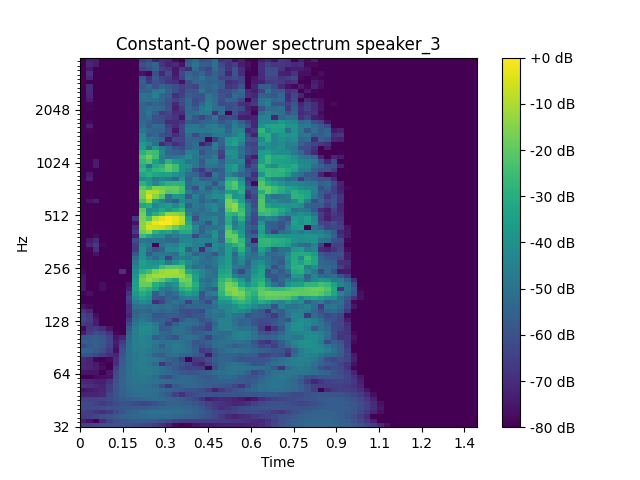 Constant-Q power spectrum speaker_3
Hz
2048
1024
512
256
128
64
32
0 0.15 0.3 0.45 0.6 0.75 0.9 1.1 1.2 1.4
Time
+0 dB
-10 dB
-20 dB
-30 dB
-40 dB
-50 dB
-60 dB
-70 dB
-80 dB